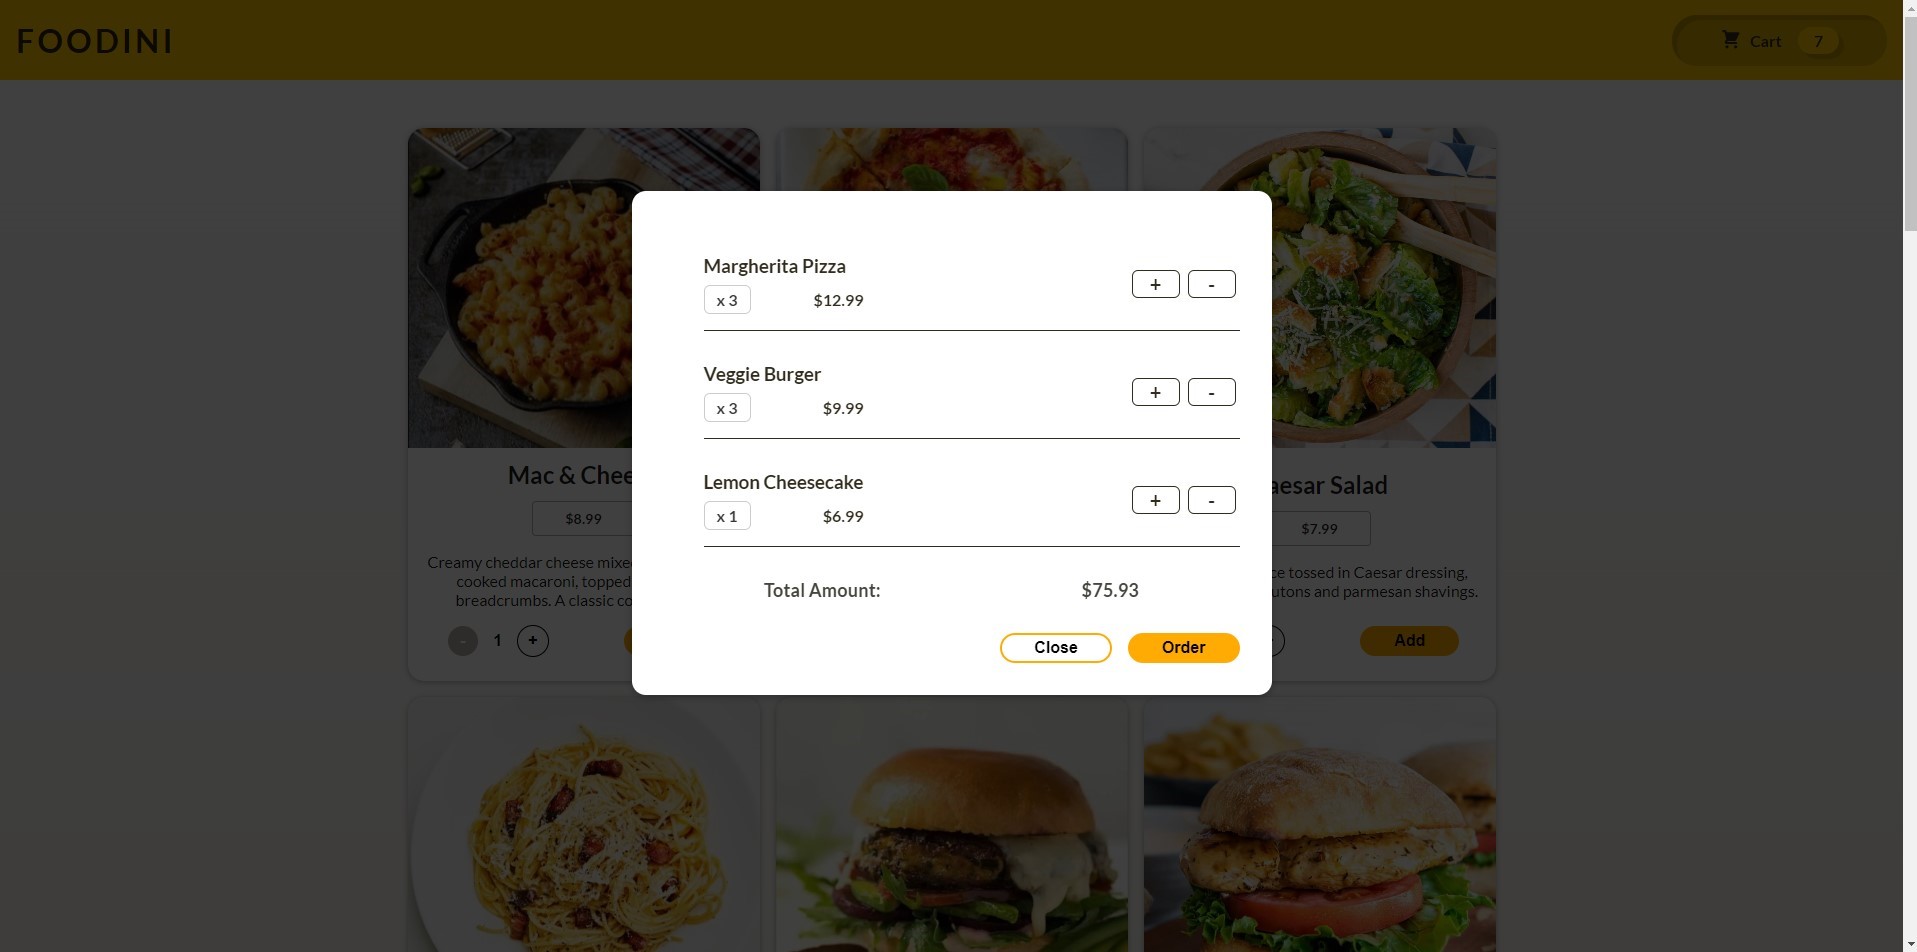 FOODINI
Cart 7
Margherita Pizza
x 3 $12.99
+ -
Veggie Burger
x 3 $9.99
+ -
Lemon Cheesecake
x 1 $6.99
+ -
Total Amount: $75.93
Close Order
Mac & Chee
$8.99
Creamy cheddar cheese mixe
cooked macaroni, topped
breadcrumbs. A classic co
- 1 +
aesar Salad
$7.99
ce tossed in Caesar dressing,
utons and parmesan shavings.
Add